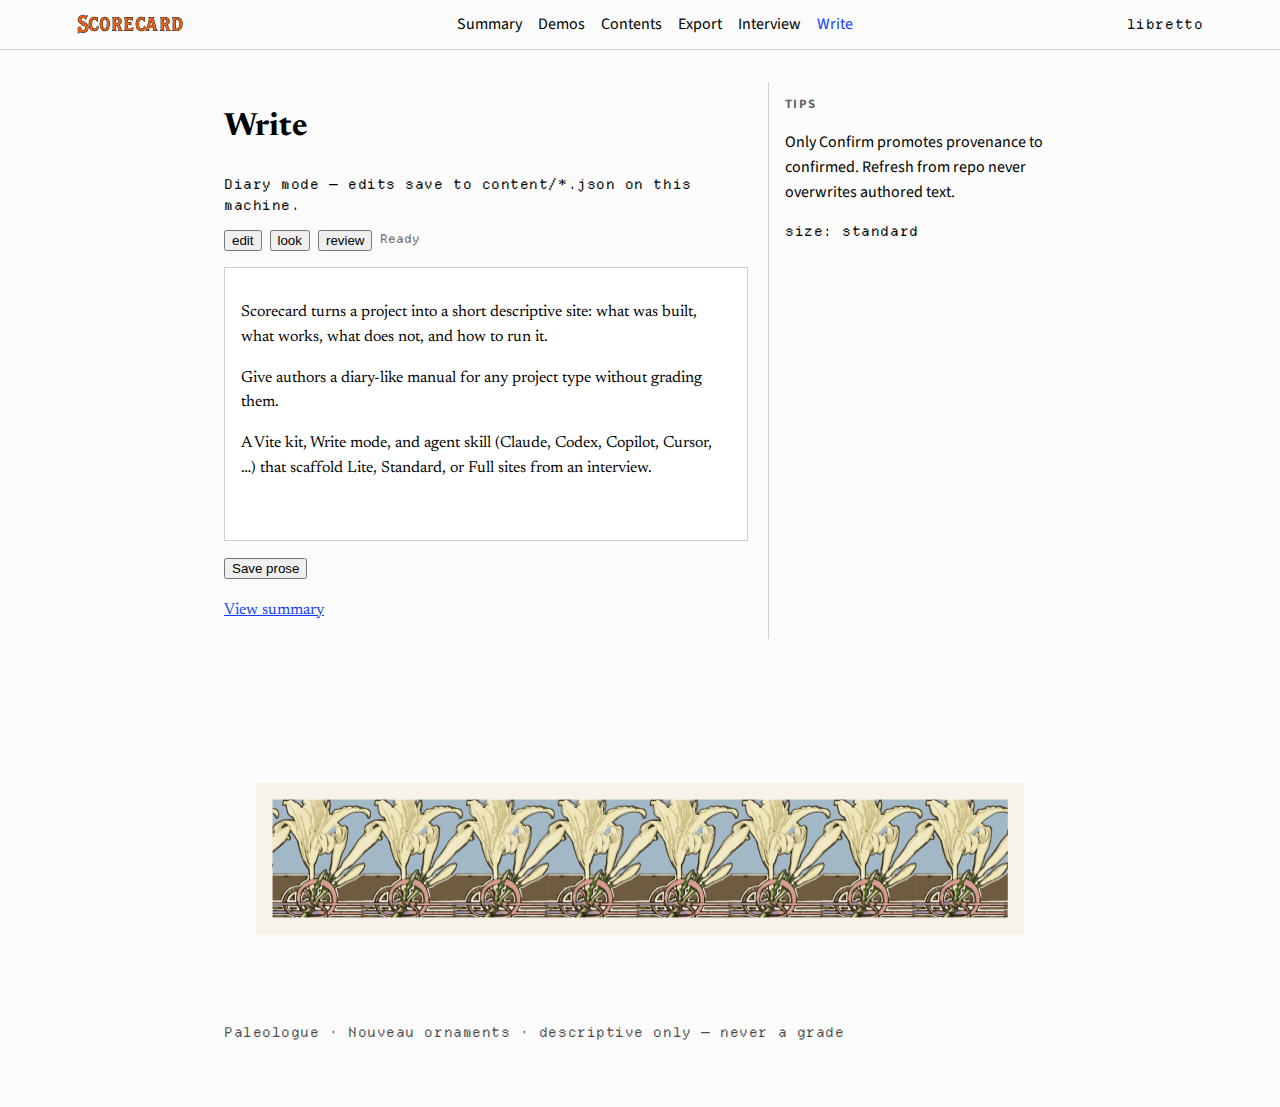 SCORECARD
Summary Demos Contents Export Interview Write
libretto
Write
Diary mode — edits save to content/*.json on this
machine.
edit look review Ready
Scorecard turns a project into a short descriptive site: what was built,
what works, what does not, and how to run it.
Give authors a diary-like manual for any project type without grading
them.
A Vite kit, Write mode, and agent skill (Claude, Codex, Copilot, Cursor,
…) that scaffold Lite, Standard, or Full sites from an interview.
Save prose
View summary
TIPS
Only Confirm promotes provenance to
confirmed. Refresh from repo never
overwrites authored text.
size: standard
Paleologue · Nouveau ornaments · descriptive only — never a grade